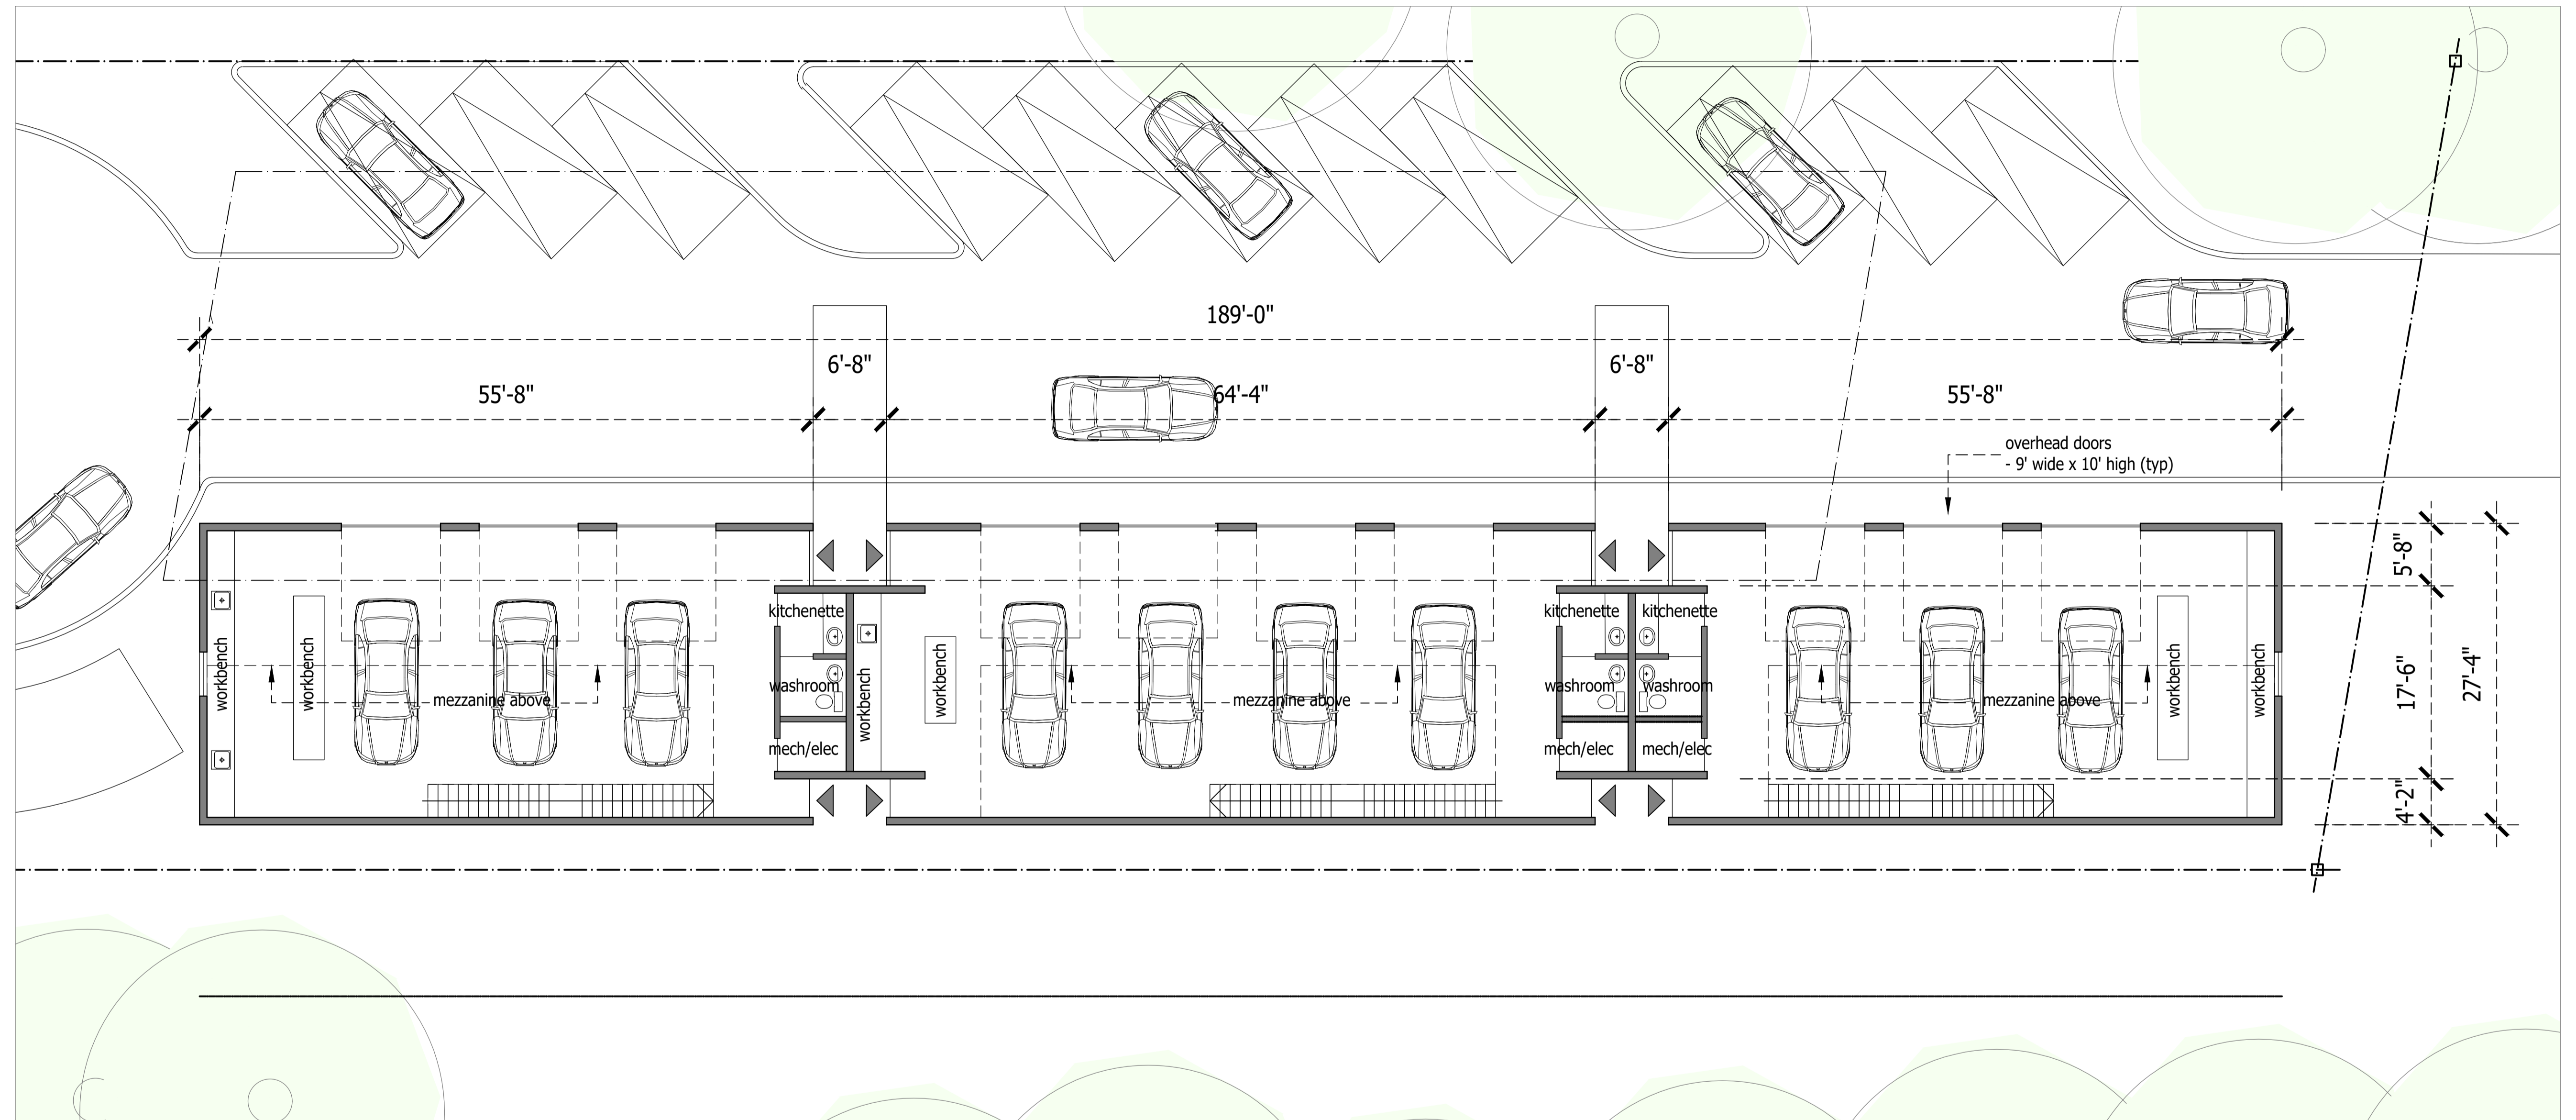 189'-0"
6'-8"
6'-8"
55'-8"
64'-4"
55'-8"
overhead doors
- 9' wide x 10' high (typ)
5'-8"
17'-6"
4'-2"
27'-4"
workbench
workbench
mezzanine above
kitchenette
washroom
mech/elec
workbench
workbench
mezzanine above
kitchenette
kitchenette
washroom
washroom
mech/elec
mech/elec
mezzanine above
workbench
workbench